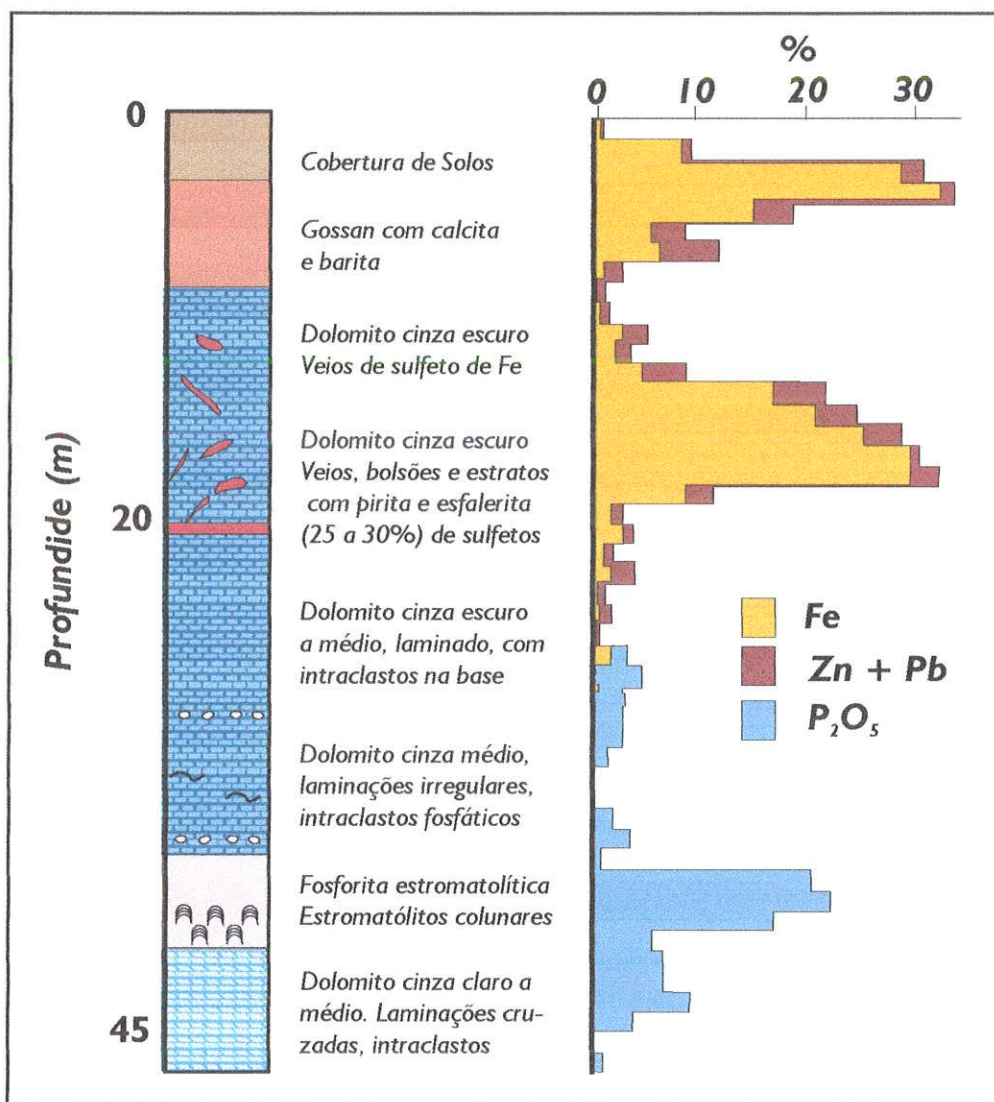 %
0 10 20 30
0
20
45
Profundide (m)
Cobertura de Solos
Gossan com calcita
e barita
Dolomito cinza escuro
Veios de sulfeto de Fe
Dolomito cinza escuro
Veios, bolsões e estratos
com pirita e esfalerita
(25 a 30%) de sulfetos
Dolomito cinza escuro
a médio, laminado, com
intraclastos na base
Dolomito cinza médio,
laminações irregulares,
intraclastos fosfáticos
Fosforita estromatolítica
Estromatólitos colunares
Dolomito cinza claro a
médio. Laminações cru-
zadas, intraclastos
Fe
Zn + Pb
P₂O₅